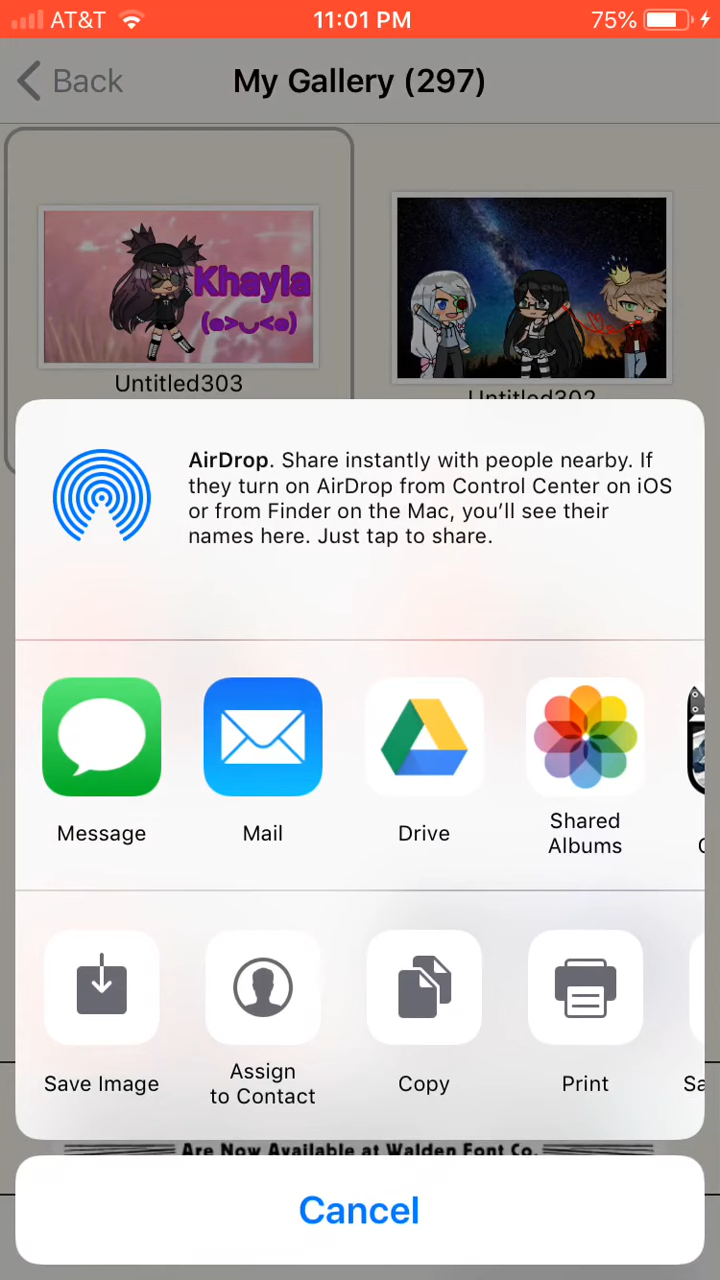 AT&T 11:01 PM 75%
Back My Gallery (297)
Khayla
(๑>◡<๑)
Untitled303 Untitled302
AirDrop. Share instantly with people nearby. If
they turn on AirDrop from Control Center on iOS
or from Finder on the Mac, you’ll see their
names here. Just tap to share.
Message Mail Drive Shared
Albums
Save Image Assign
to Contact Copy Print Sa
Are Now Available at Walden Font Co.
Cancel